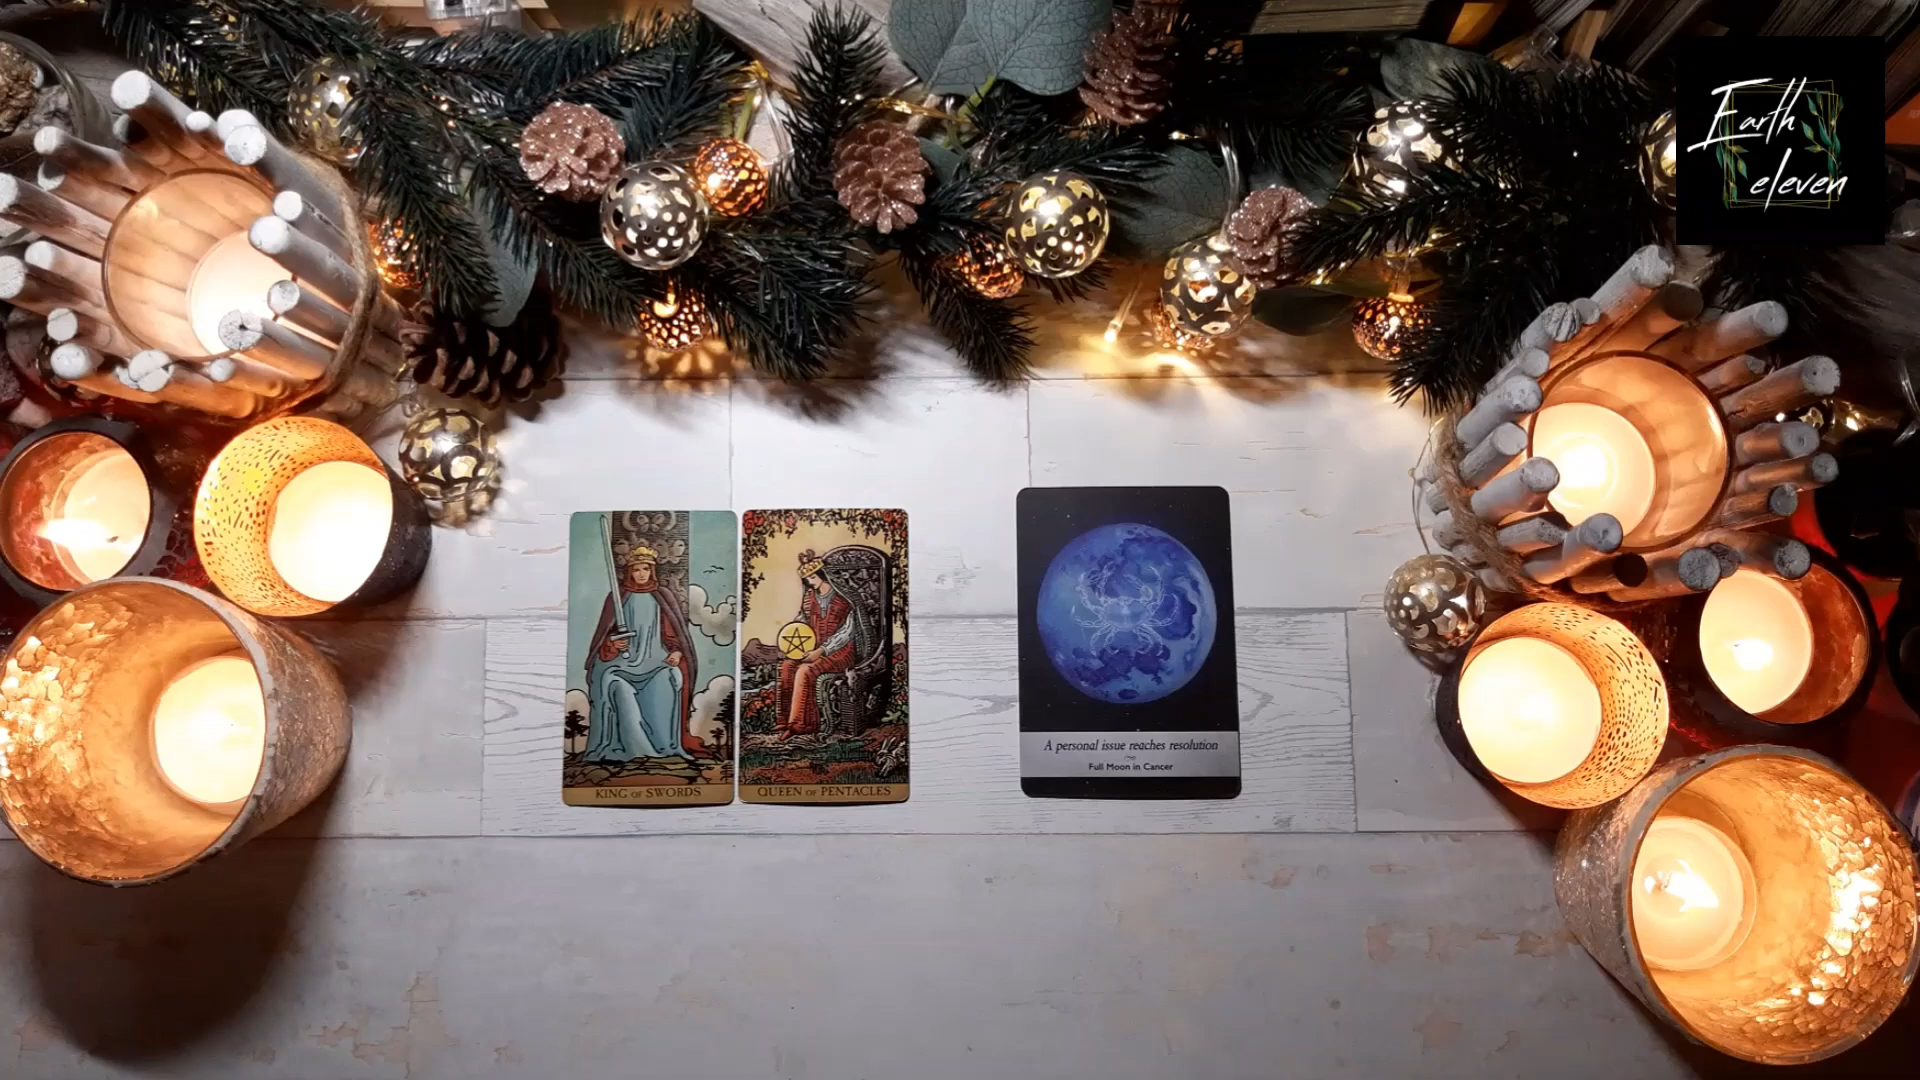 Earth
eleven
KING OF SWORDS
QUEEN OF PENTACLES
A personal issue reaches resolution
Full Moon in Cancer